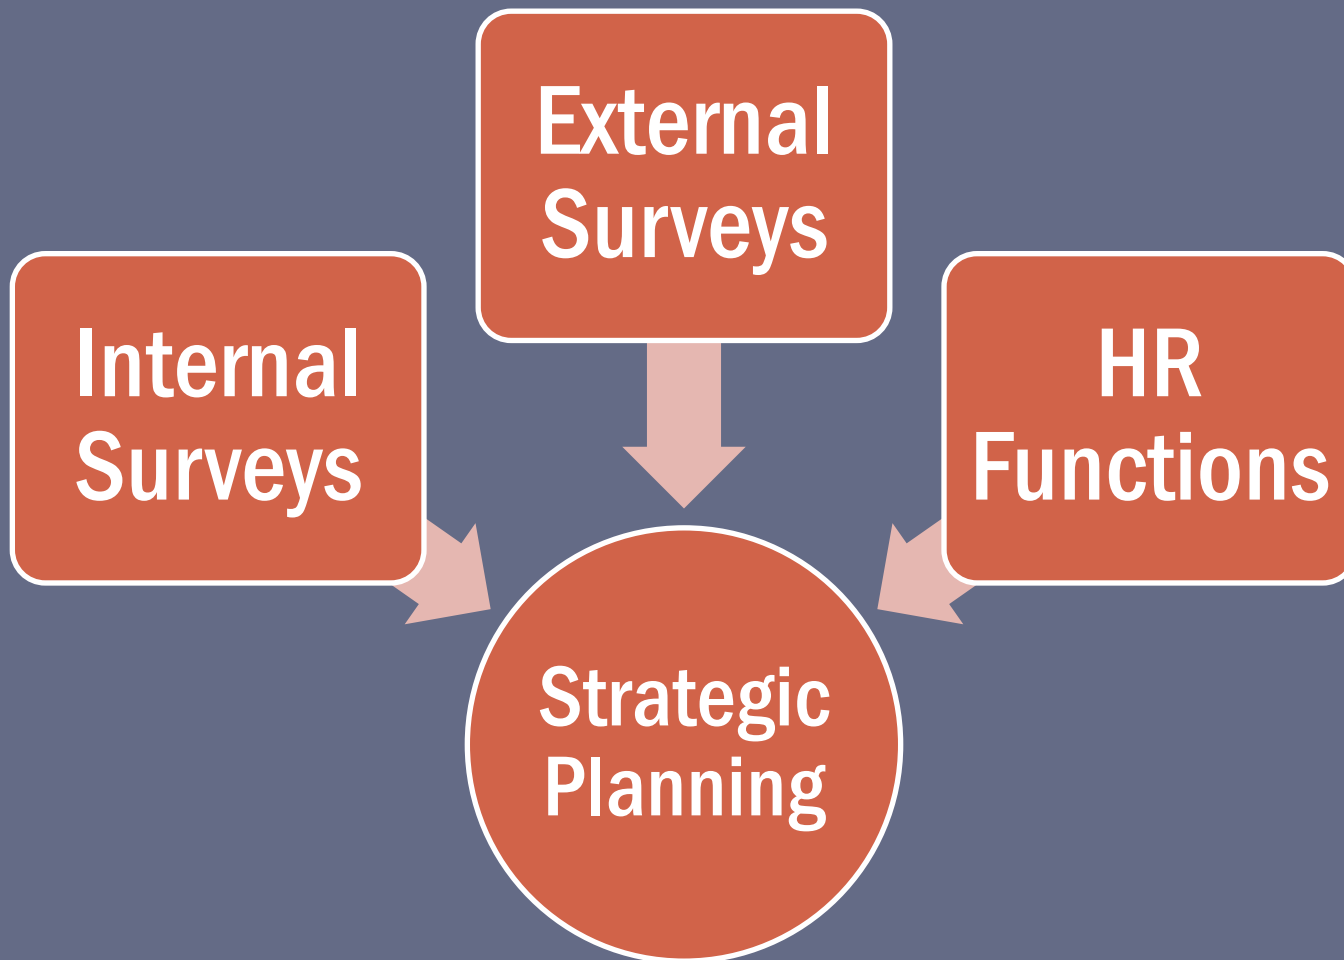 External
Surveys
Internal
Surveys
HR
Functions
Strategic
Planning